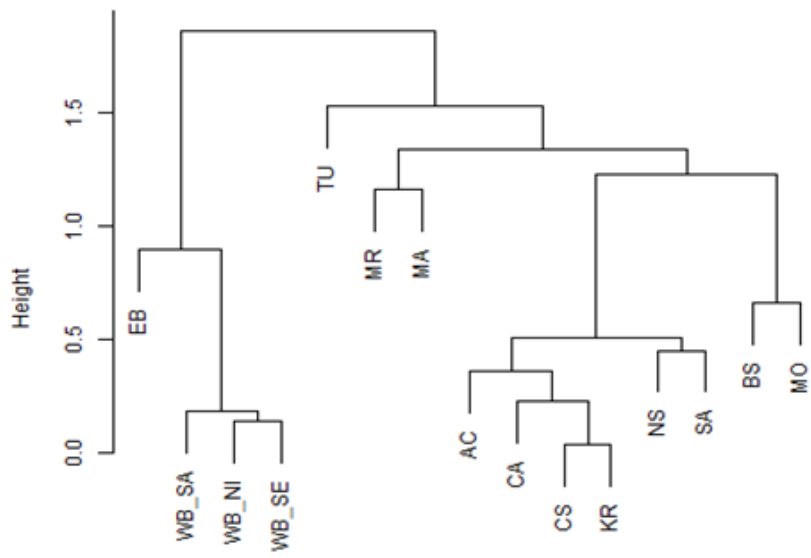 Height
1.5
1.0
0.5
0.0
TU
MR
MA
EB
BS
MO
NS
SA
AC
CA
CS
KR
WB_SA
WB_NI
WB_SE